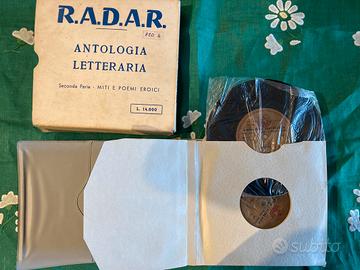 R.A.D.A.R.
ANTOLOGIA
LETTERARIA
Seconda Parte - MITI E POEMI EROICI
L. 14.000
subito